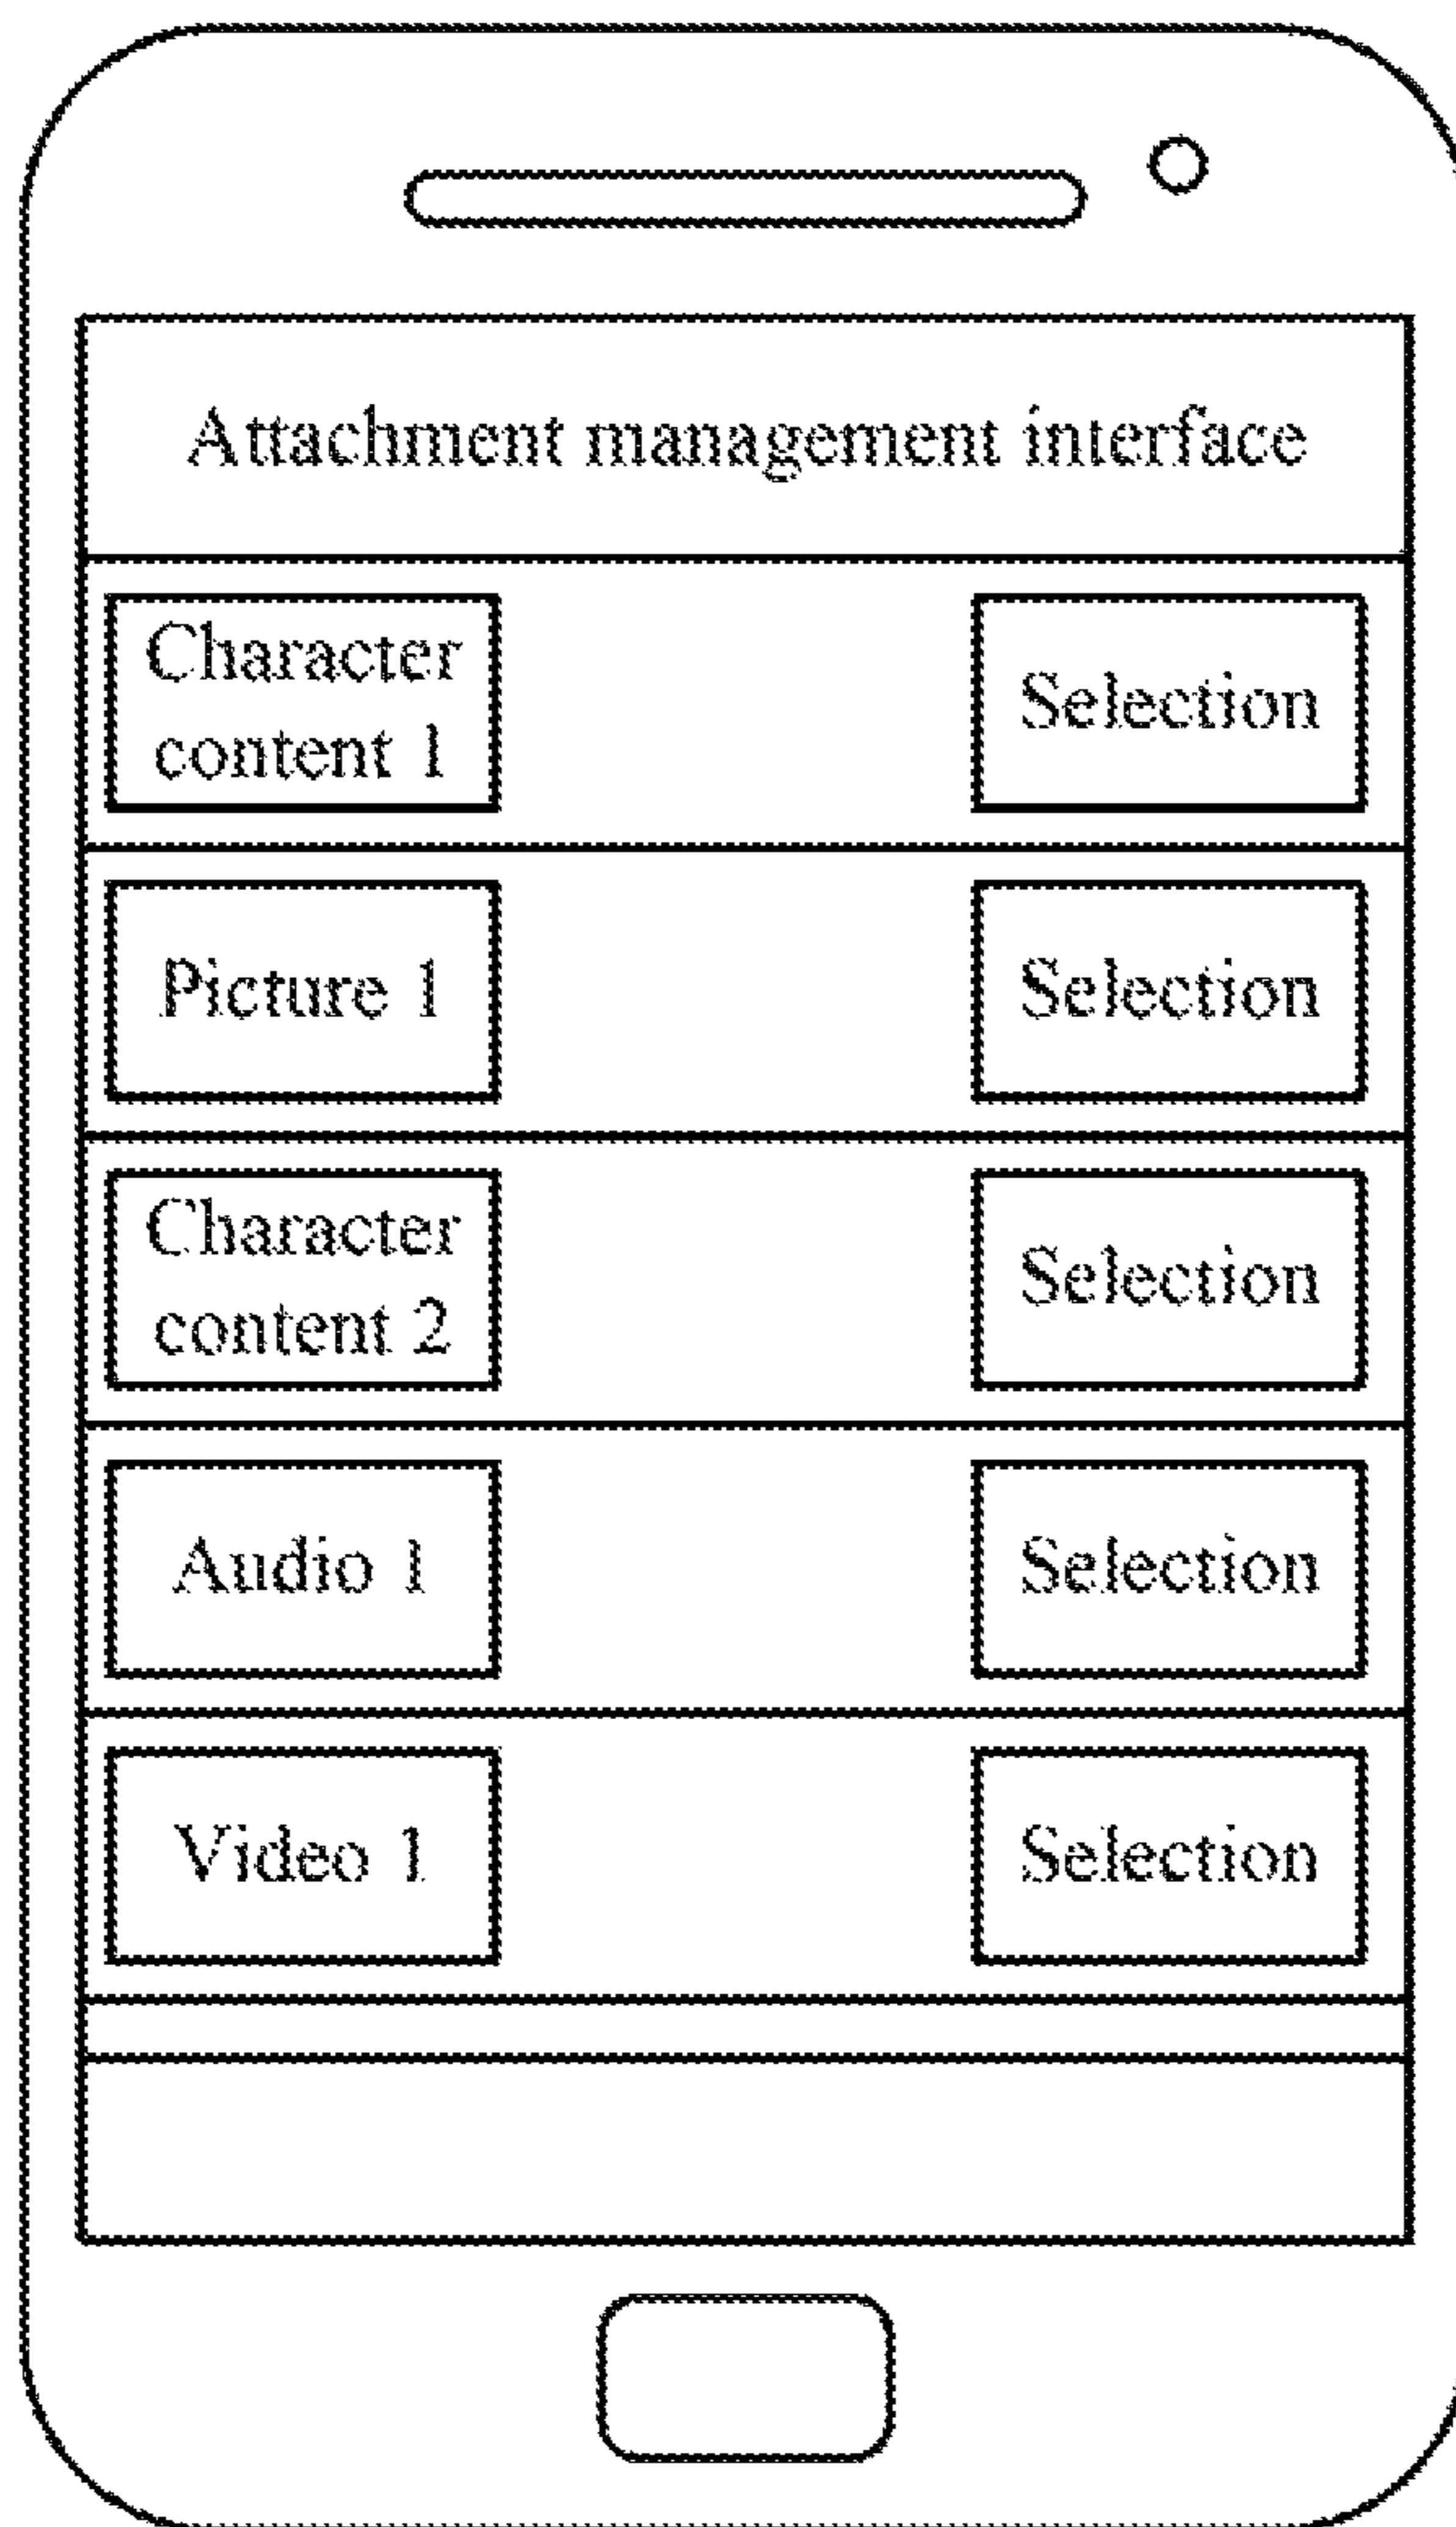 Attachment management interface
Character
content 1
Selection
Picture 1
Selection
Character
content 2
Selection
Audio 1
Selection
Video 1
Selection